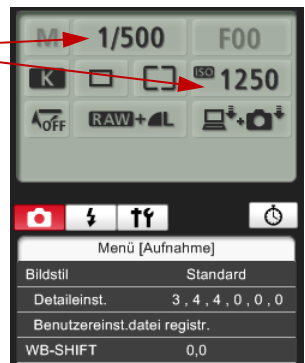 M 1/500 F00
K ISO 1250
OFF RAW+L +
Menü [Aufnahme]
Bildstil Standard
Detaileinst. 3,4,4,0,0,0
Benutzereinst.datei registr.
WB-SHIFT 0,0